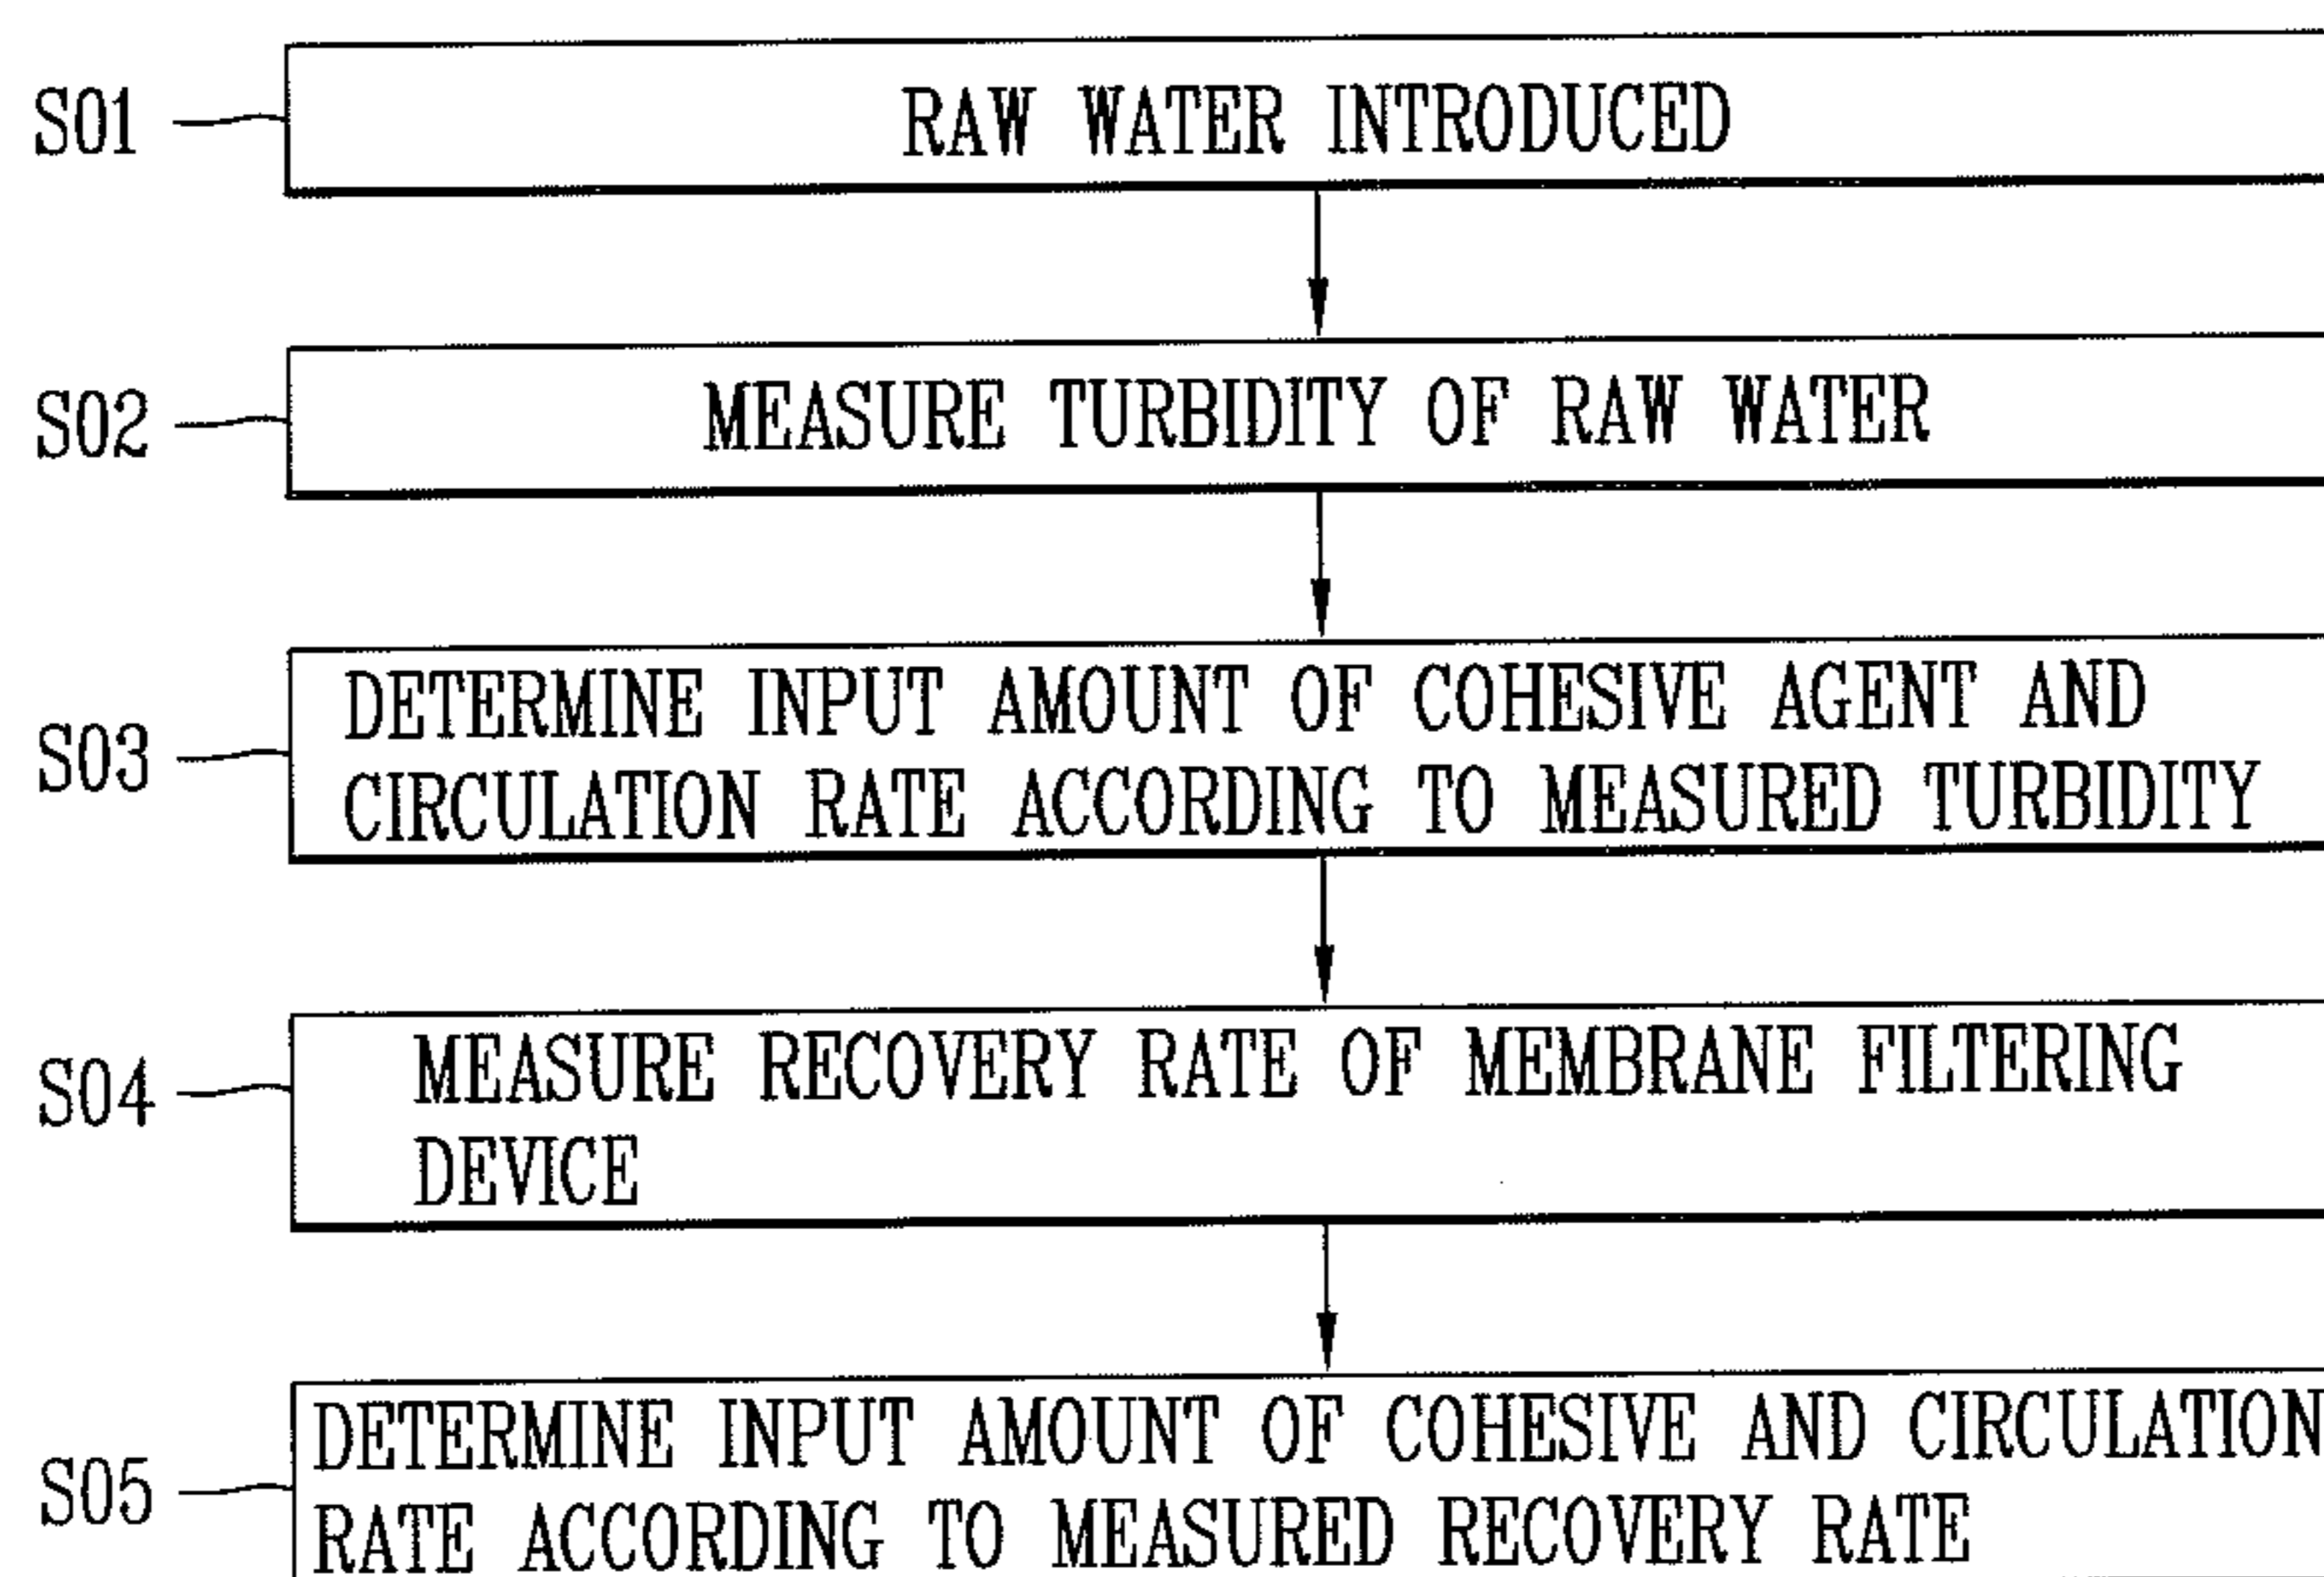 S01
RAW WATER INTRODUCED
S02
MEASURE TURBIDITY OF RAW WATER
S03
DETERMINE INPUT AMOUNT OF COHESIVE AGENT AND
CIRCULATION RATE ACCORDING TO MEASURED TURBIDITY
S04
MEASURE RECOVERY RATE OF MEMBRANE FILTERING
DEVICE
S05
DETERMINE INPUT AMOUNT OF COHESIVE AND CIRCULATION
RATE ACCORDING TO MEASURED RECOVERY RATE